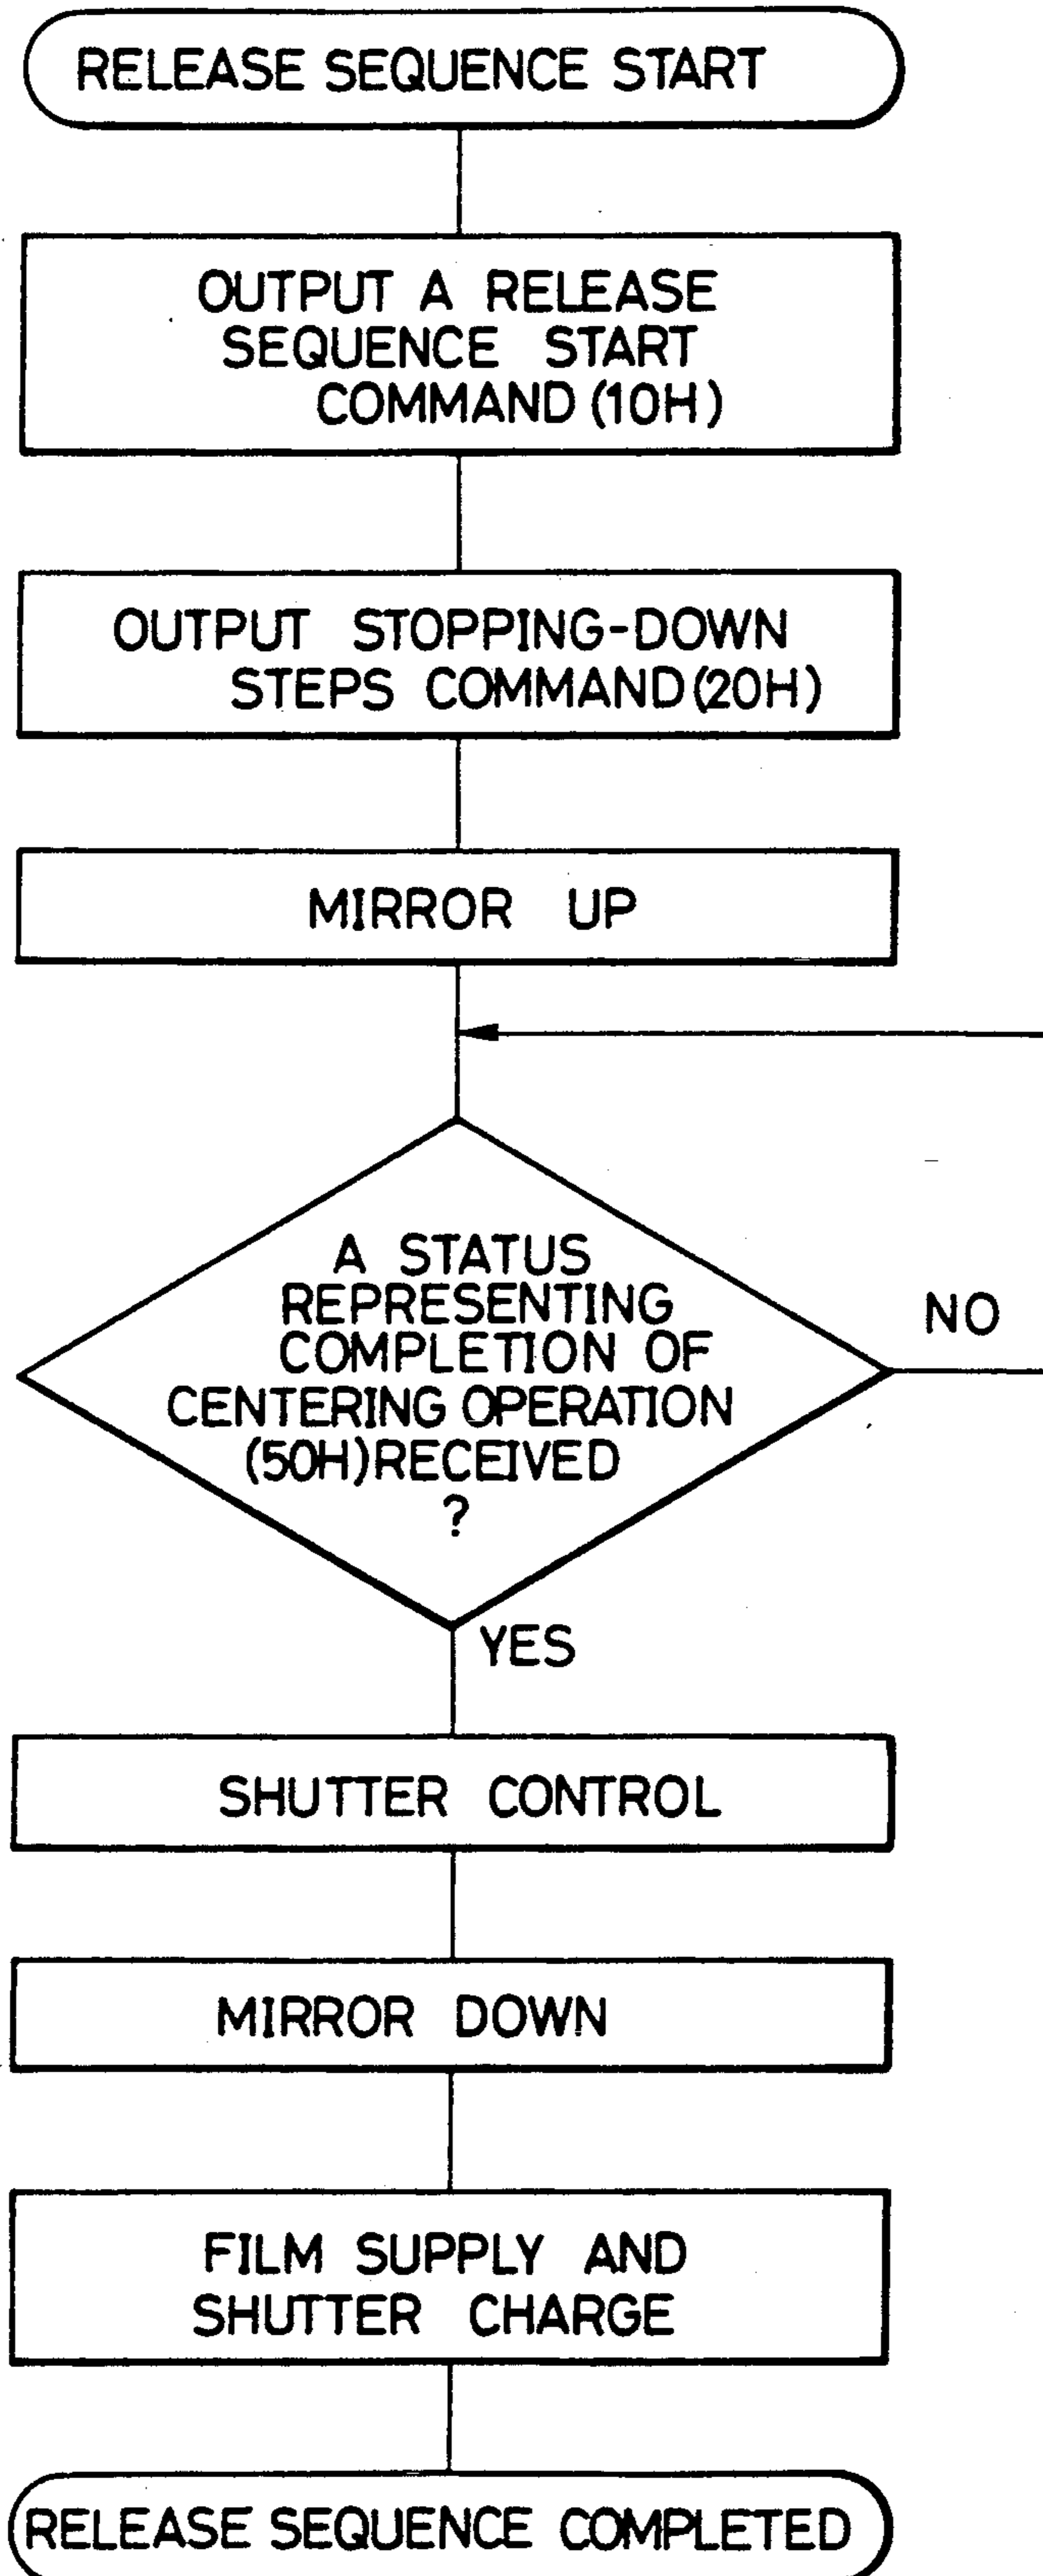 RELEASE SEQUENCE START
OUTPUT A RELEASE
SEQUENCE START
COMMAND (10H)
OUTPUT STOPPING-DOWN
STEPS COMMAND (20H)
MIRROR UP
A STATUS
REPRESENTING
COMPLETION OF
CENTERING OPERATION
(50H) RECEIVED
?
NO
YES
SHUTTER CONTROL
MIRROR DOWN
FILM SUPPLY AND
SHUTTER CHARGE
RELEASE SEQUENCE COMPLETED